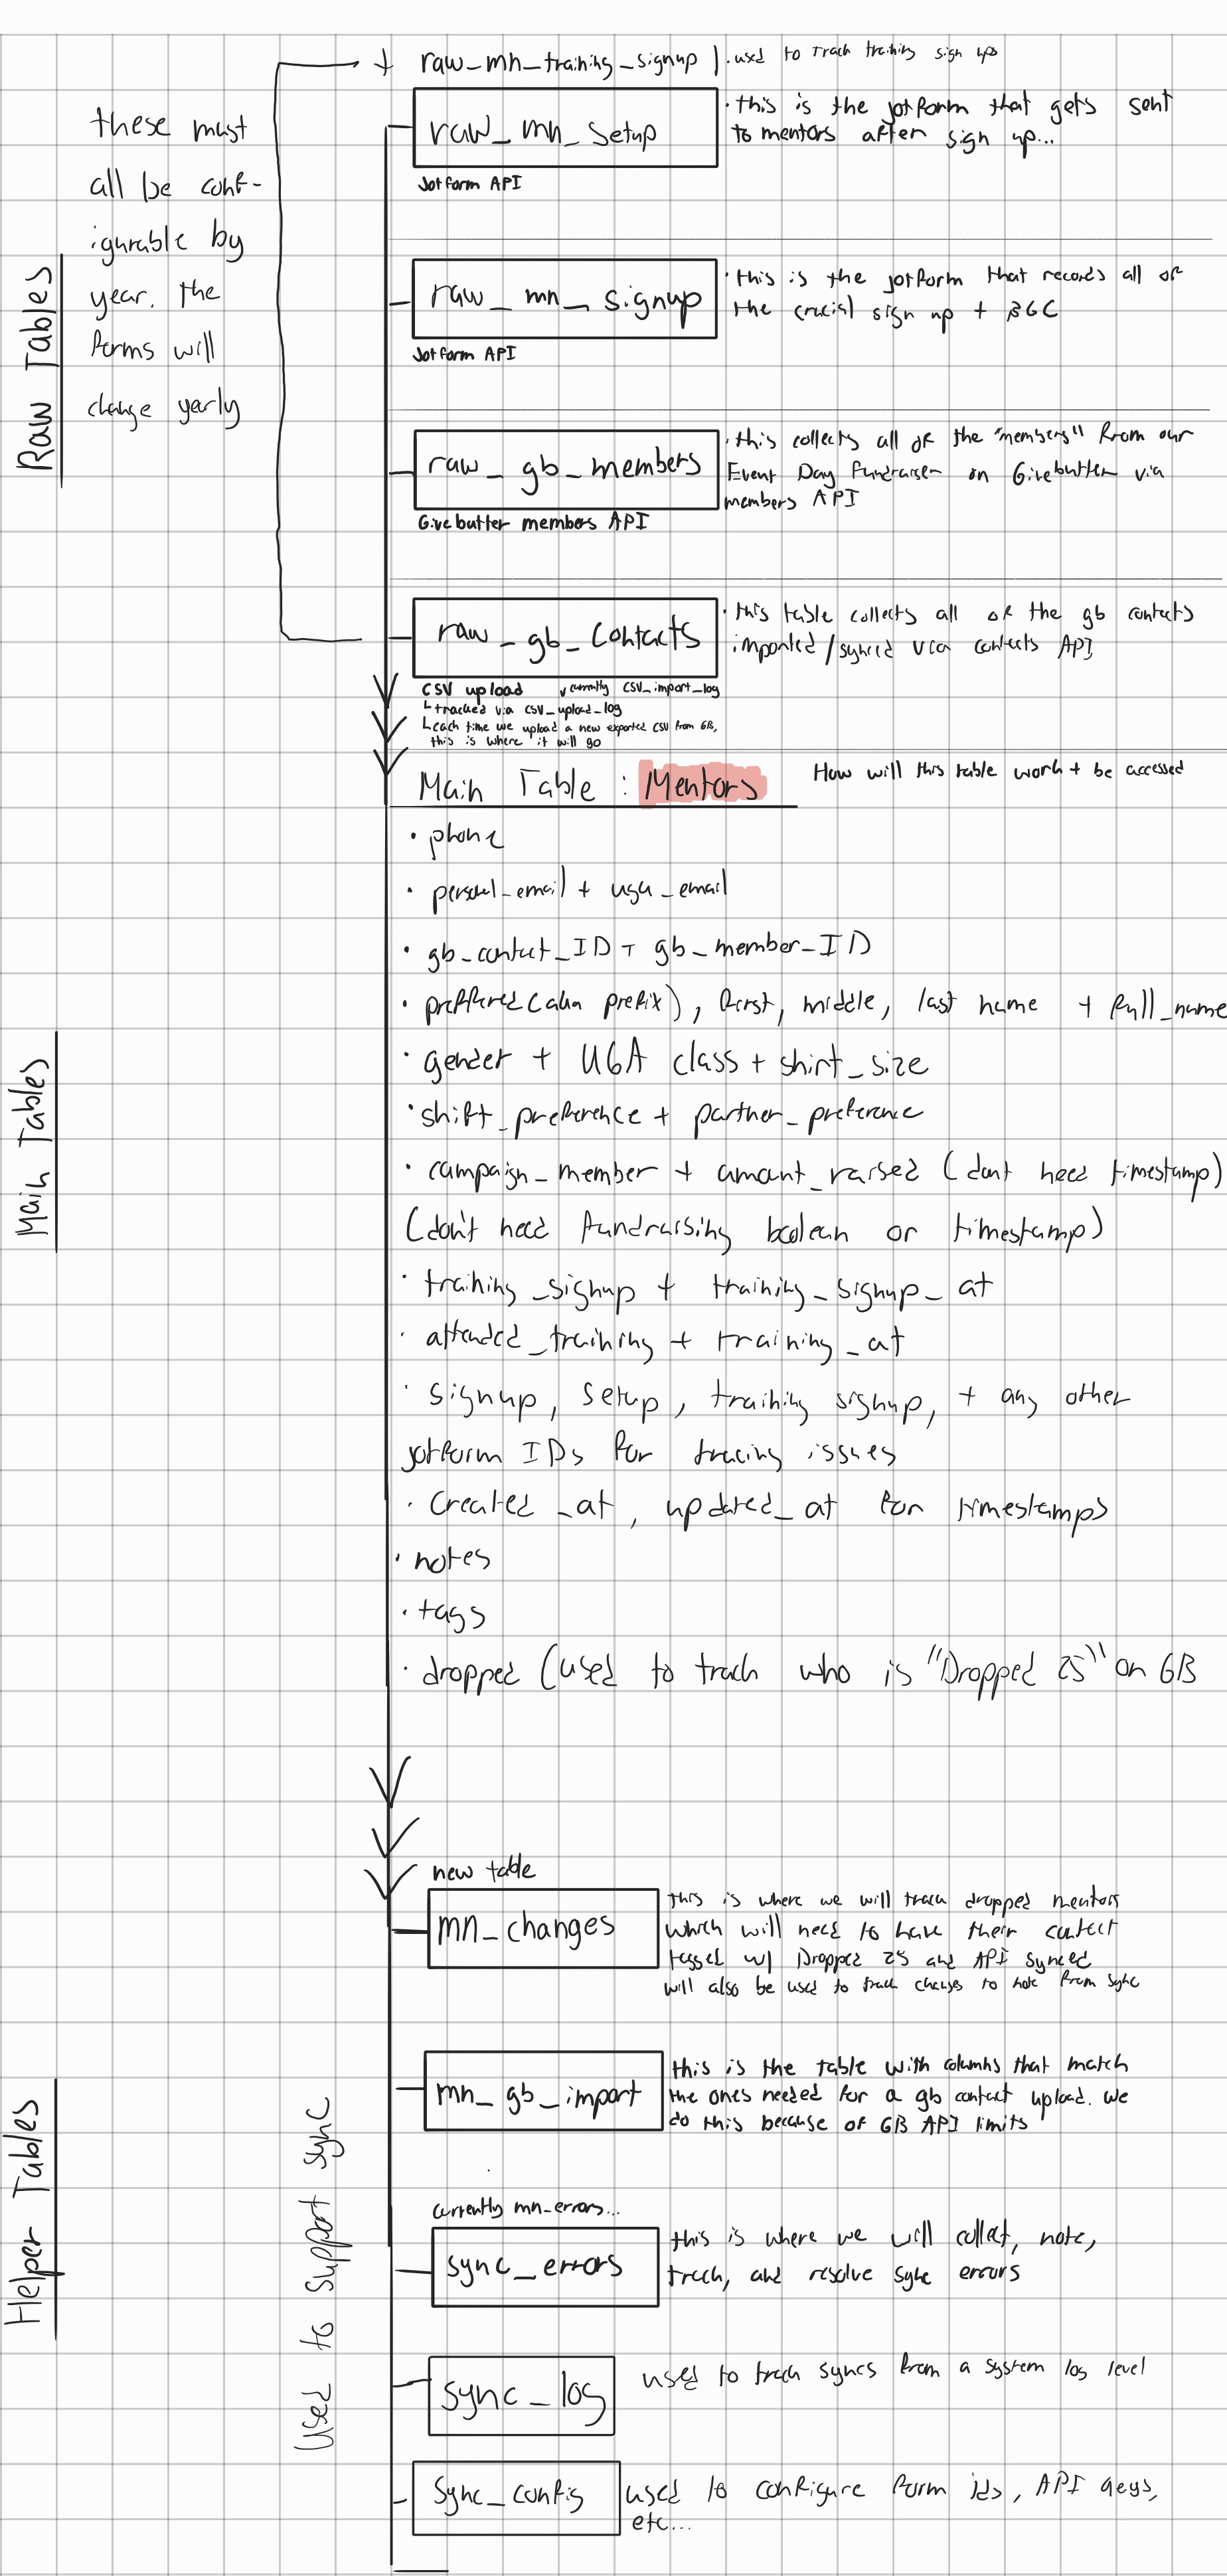 + raw_mn_training_signup ) . used to track training sign ups
these must
all be conf-
igurable by
year. the
forms will
change yearly
Raw Tables
raw_mn_setup
Jotform API
· this is the jotform that gets sent
to mentors after sign up...
raw_mn_signup
Jotform API
· this is the jotform that records all of
the crucial sign up + BGC
raw_gb_members
Givebutter members API
· this collects all of the "members" from our
Event Day fundraiser on Givebutter via
members API
raw_gb_contacts
· this table collects all of the gb contacts
imported/synced via contacts API
CSV upload currently CSV_import_log
tracked via CSV_upload_log
each time we upload a new exported CSV from GB,
this is where it will go
Main Table : Mentors
How will this table work + be accessed
Main Tables
· phone
· personal_email + uga_email
· gb_contact_ID + gb_member_ID
· preffered (aka prefix), first, middle, last name + full_name
· gender + UGA class + shirt_size
· shift_preference + partner_preference
· campaign_member + amount_raised (dont need timestamp)
(don't need fundraising boolean or timestamp)
· training_signup + training_signup_at
· attended_training + training_at
· signup, setup, training signup, + any other
jotform IDs for tracing issues
· Created_at, updated_at for timestamps
· notes
· tags
· dropped (used to track who is "Dropped 25") on GB
Helper Tables
used to support sync
new table
mn_changes
this is where we will track dropped mentors
which will need to have their contact
tagged w/ Dropped 25 and API synced
will also be used to track changes to note from sync
mn_gb_import
this is the table with columns that match
the ones needed for a gb contact upload. we
do this because of GB API limits
currently mn_errors...
sync_errors
this is where we will collect, note,
track, and resolve sync errors
sync_log
used to track syncs from a system log level
Sync_config
used to configure form ids, API qeys,
etc...